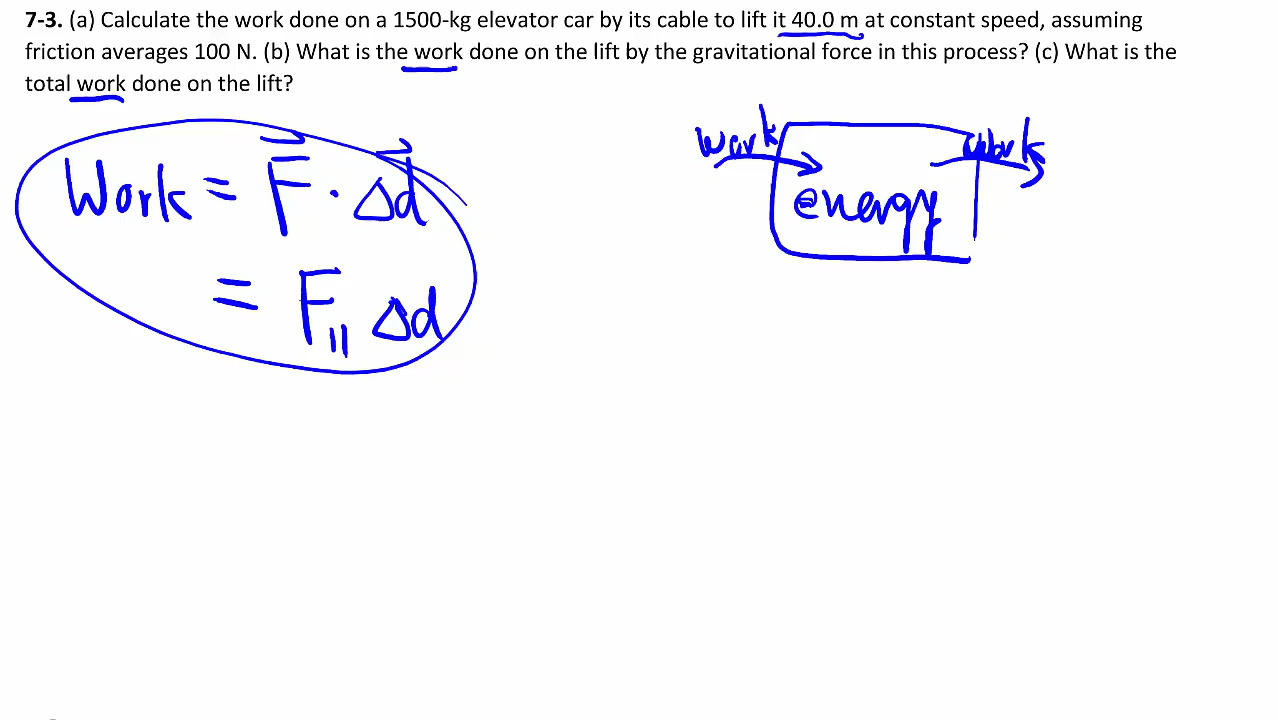 7-3. (a) Calculate the work done on a 1500-kg elevator car by its cable to lift it 40.0 m at constant speed, assuming
friction averages 100 N. (b) What is the work done on the lift by the gravitational force in this process? (c) What is the
total work done on the lift?
work work
energy
Work = F⃗ · Δd⃗
= F∥ Δd